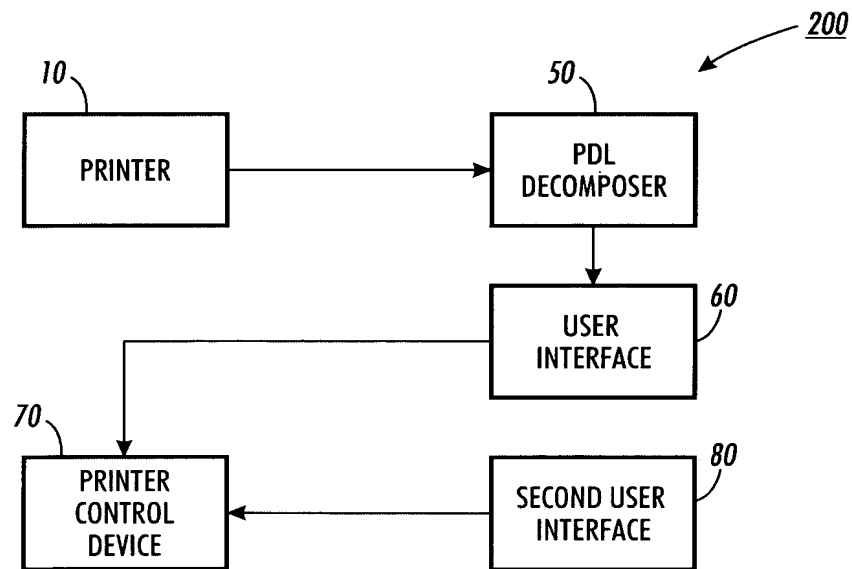 200
10
50
PRINTER
PDL
DECOMPOSER
60
USER
INTERFACE
70
80
PRINTER
CONTROL
DEVICE
SECOND USER
INTERFACE